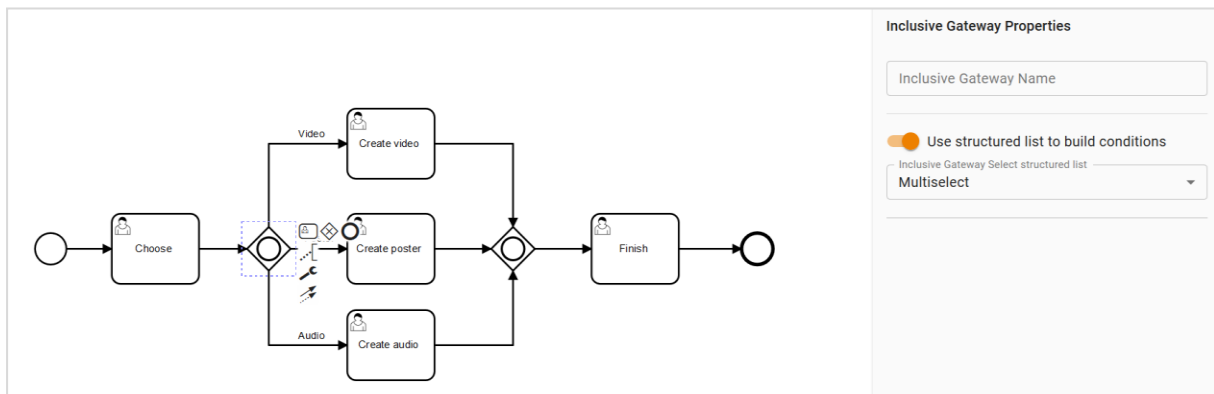 Inclusive Gateway Properties
Inclusive Gateway Name
Use structured list to build conditions
Inclusive Gateway Select structured list
Multiselect
Video
Create video
Choose
Create poster
Finish
Audio
Create audio